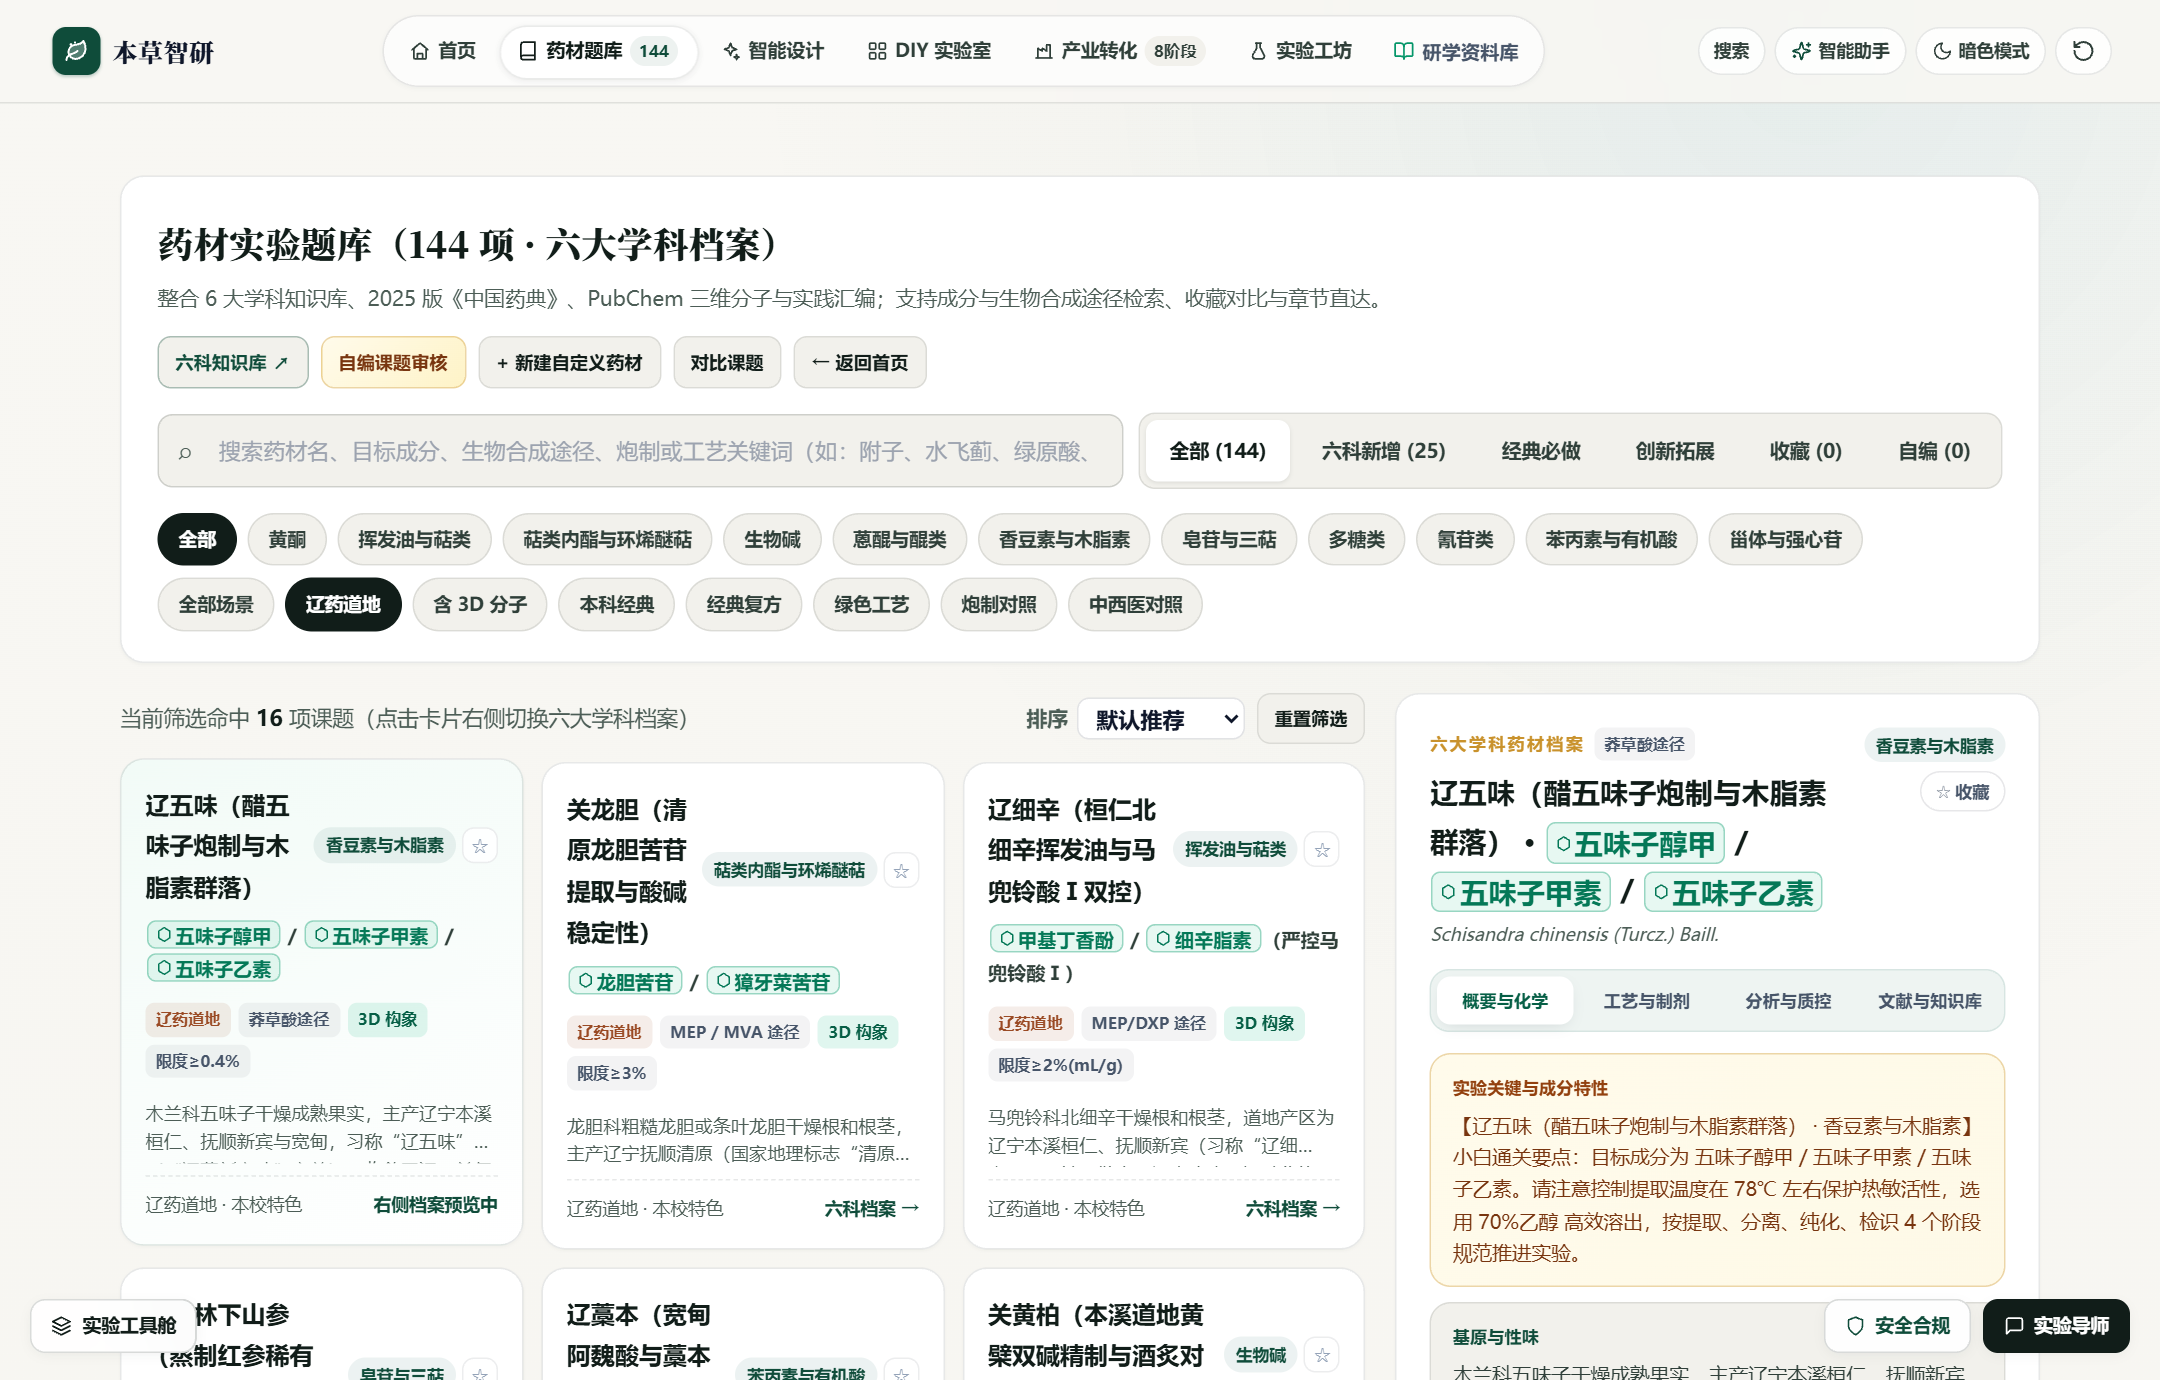 本草智研
首页
药材题库 144
智能设计
DIY 实验室
产业转化 8阶段
实验工坊
研学资料库
搜索
智能助手
暗色模式
药材实验题库（144 项 · 六大学科档案）
整合 6 大学科知识库、2025 版《中国药典》、PubChem 三维分子与实践汇编；支持成分与生物合成途径检索、收藏对比与章节直达。
六科知识库 ↗
自编课题审核
+ 新建自定义药材
对比课题
← 返回首页
搜索药材名、目标成分、生物合成途径、炮制或工艺关键词（如：附子、水飞蓟、绿原酸、
全部 (144)
六科新增 (25)
经典必做
创新拓展
收藏 (0)
自编 (0)
全部
黄酮
挥发油与萜类
萜类内酯与环烯醚萜
生物碱
蒽醌与醌类
香豆素与木脂素
皂苷与三萜
多糖类
氰苷类
苯丙素与有机酸
甾体与强心苷
全部场景
辽药道地
含 3D 分子
本科经典
经典复方
绿色工艺
炮制对照
中西医对照
当前筛选命中 16 项课题（点击卡片右侧切换六大学科档案）
排序
默认推荐
重置筛选
辽五味（醋五
味子炮制与木
脂素群落）
香豆素与木脂素
☆
五味子醇甲 / 五味子甲素 /
五味子乙素
辽药道地
莽草酸途径
3D 构象
限度≥0.4%
木兰科五味子干燥成熟果实，主产辽宁本溪
桓仁、抚顺新宾与宽甸，习称“辽五味”...
辽药道地 · 本校特色
右侧档案预览中
关龙胆（清
原龙胆苦苷
提取与酸碱
稳定性）
萜类内酯与环烯醚萜
☆
龙胆苦苷 / 獐牙菜苦苷
辽药道地
MEP / MVA 途径
3D 构象
限度≥3%
龙胆科粗糙龙胆或条叶龙胆干燥根和根茎，
主产辽宁抚顺清原（国家地理标志“清原...
辽药道地 · 本校特色
六科档案 →
辽细辛（桓仁北
细辛挥发油与马
兜铃酸 I 双控）
挥发油与萜类
☆
甲基丁香酚 / 细辛脂素 （严控马
兜铃酸 I ）
辽药道地
MEP/DXP 途径
3D 构象
限度≥2%(mL/g)
马兜铃科北细辛干燥根和根茎，道地产区为
辽宁本溪桓仁、抚顺新宾（习称“辽细...
辽药道地 · 本校特色
六科档案 →
林下山参
（蒸制红参稀有
皂苷与三萜
☆
辽藁本（宽甸
阿魏酸与藁本
苯丙素与有机酸
☆
关黄柏（本溪道地黄
檗双碱精制与酒炙对
生物碱
☆
六大学科药材档案
莽草酸途径
香豆素与木脂素
辽五味（醋五味子炮制与木脂素
群落） · 五味子醇甲 /
五味子甲素 / 五味子乙素
☆ 收藏
Schisandra chinensis (Turcz.) Baill.
概要与化学
工艺与制剂
分析与质控
文献与知识库
实验关键与成分特性
【辽五味（醋五味子炮制与木脂素群落） · 香豆素与木脂素】
小白通关要点：目标成分为 五味子醇甲 / 五味子甲素 / 五味
子乙素。请注意控制提取温度在 78℃ 左右保护热敏活性，选
用 70%乙醇 高效溶出，按提取、分离、纯化、检识 4 个阶段
规范推进实验。
基原与性味
木兰科五味子干燥成熟果实，主产辽宁本溪桓仁、抚顺新宾
实验工具舱
安全合规
实验导师